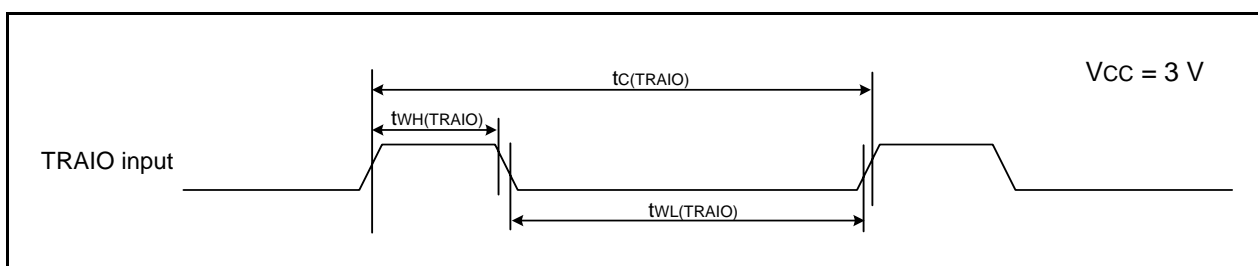 tC(TRAIO)
VCC = 3 V
tWH(TRAIO)
TRAIO input
tWL(TRAIO)